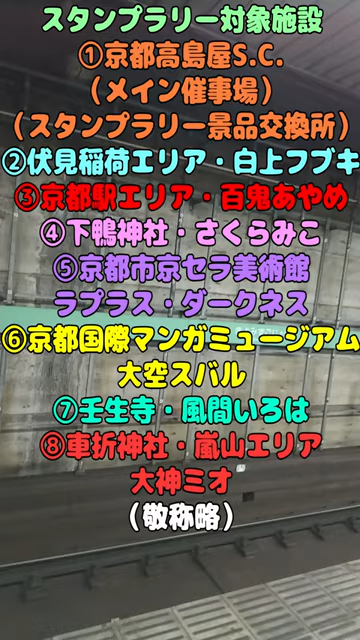 スタンプラリー対象施設
①京都高島屋S.C.
(メイン催事場)
(スタンプラリー景品交換所)
②伏見稲荷エリア・白上フブキ
③京都駅エリア・百鬼あやめ
④下鴨神社・さくらみこ
⑤京都市京セラ美術館
ラプラス・ダークネス
⑥京都国際マンガミュージアム
大空スバル
⑦壬生寺・風間いろは
⑧車折神社・嵐山エリア
大神ミオ
(敬称略)